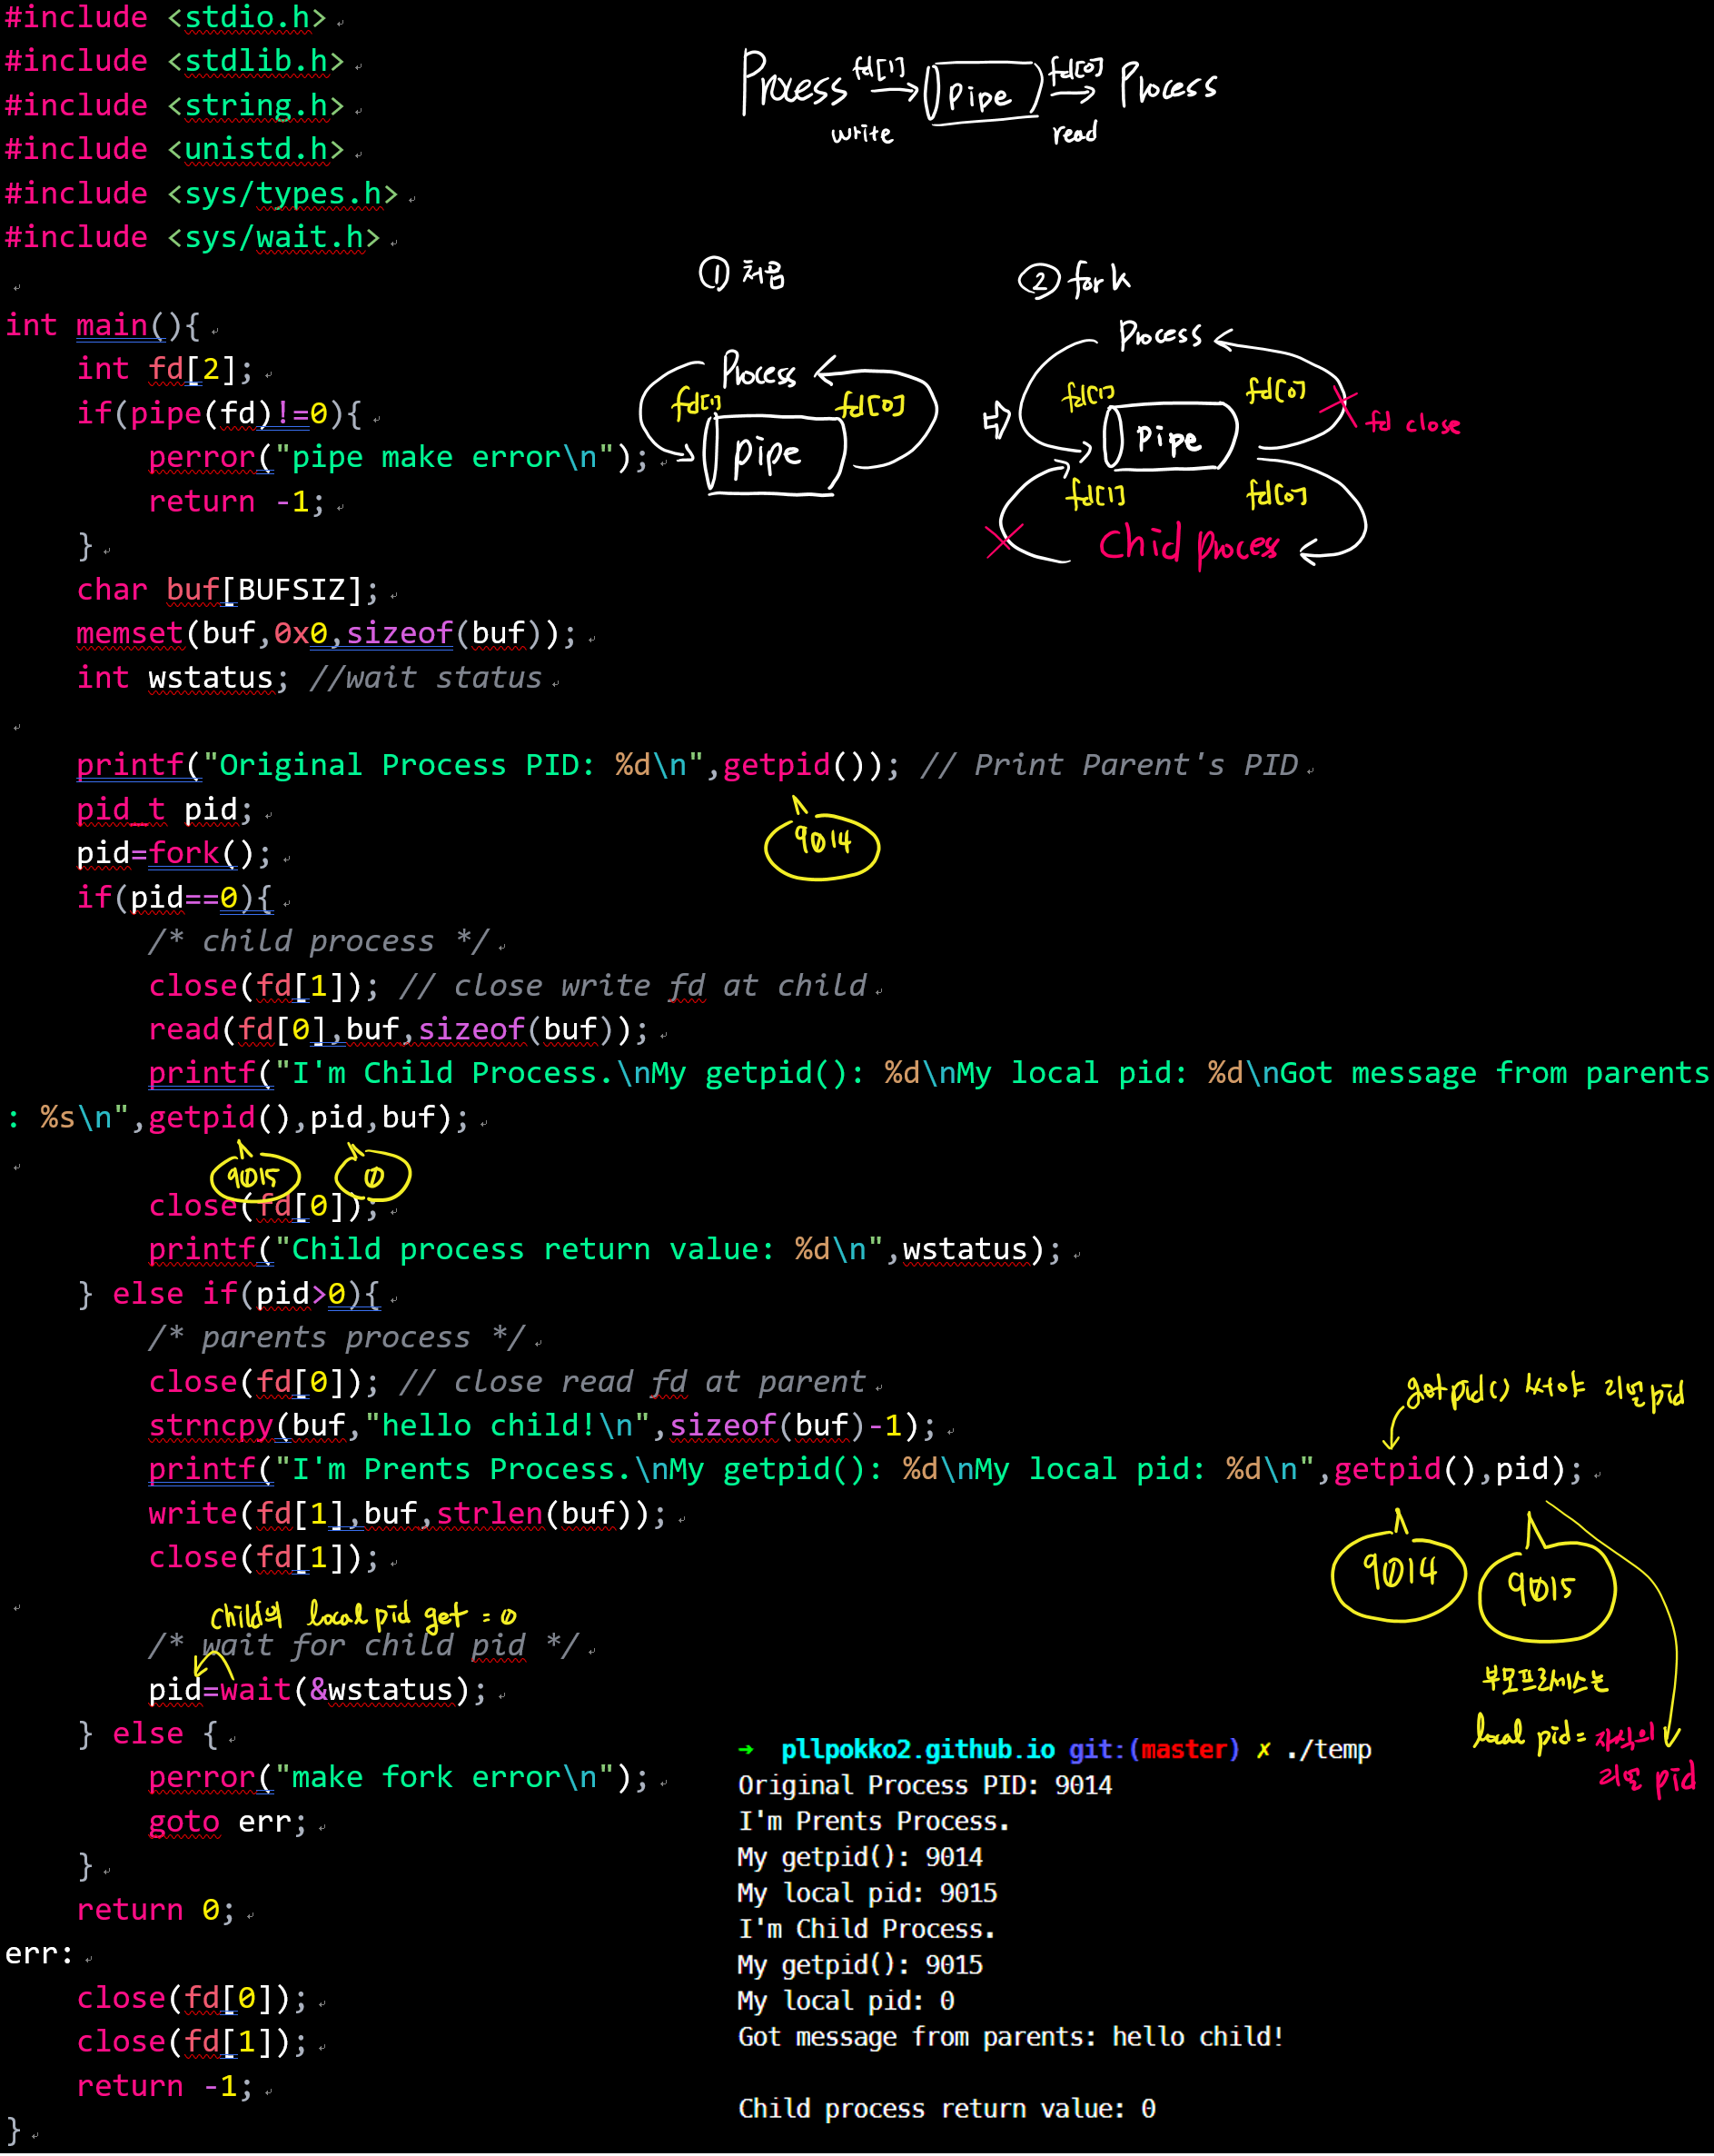 #include <stdio.h>
#include <stdlib.h>
#include <string.h>
#include <unistd.h>
#include <sys/types.h>
#include <sys/wait.h>
Process fd[1] write Pipe fd[0] read Process
① 처음
Process
fd[1] fd[0]
pipe
② fork
Process
fd[1] fd[0]
Pipe
fd close
fd[1] fd[0]
Chid process
int main(){
    int fd[2];
    if(pipe(fd)!=0){
        perror("pipe make error\n");
        return -1;
    }
    char buf[BUFSIZ];
    memset(buf,0x0,sizeof(buf));
    int wstatus; //wait status
    printf("Original Process PID: %d\n",getpid()); // Print Parent's PID
9014
    pid_t pid;
    pid=fork();
    if(pid==0){
        /* child process */
        close(fd[1]); // close write fd at child
        read(fd[0],buf,sizeof(buf));
        printf("I'm Child Process.\nMy getpid(): %d\nMy local pid: %d\nGot message from parents
: %s\n",getpid(),pid,buf);
9015 0
        close(fd[0]);
        printf("Child process return value: %d\n",wstatus);
    } else if(pid>0){
        /* parents process */
        close(fd[0]); // close read fd at parent
getpid() 써야 리얼pid
        strncpy(buf,"hello child!\n",sizeof(buf)-1);
        printf("I'm Prents Process.\nMy getpid(): %d\nMy local pid: %d\n",getpid(),pid);
9014 9015
        write(fd[1],buf,strlen(buf));
        close(fd[1]);
child의 local pid get = 0
        /* wait for child pid */
        pid=wait(&wstatus);
부모프로세스는
local pid = 자식의
리얼 pid
    } else {
        perror("make fork error\n");
        goto err;
    }
    return 0;
err:
    close(fd[0]);
    close(fd[1]);
    return -1;
}
➜ pllpokko2.github.io git:(master) ✗ ./temp
Original Process PID: 9014
I'm Prents Process.
My getpid(): 9014
My local pid: 9015
I'm Child Process.
My getpid(): 9015
My local pid: 0
Got message from parents: hello child!
Child process return value: 0